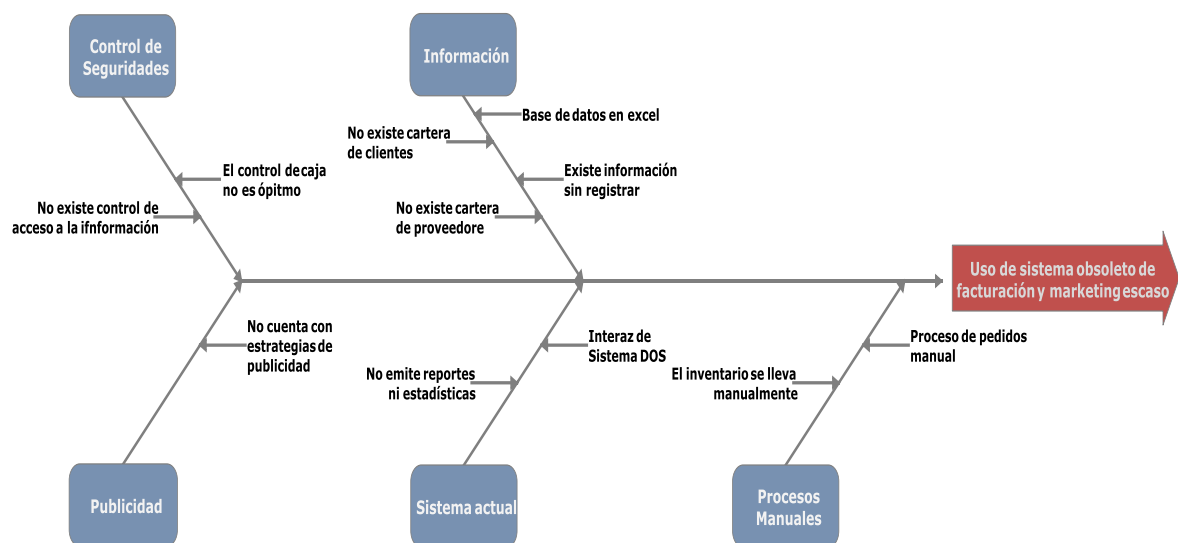 Control de
Seguridades
Información
Base de datos en excel
No existe cartera
de clientes
El control de caja
no es ópitmo
Existe información
sin registrar
No existe control de
acceso a la ifnformación
No existe cartera
de proveedore
Uso de sistema obsoleto de
facturación y marketing escaso
No cuenta con
estrategias de
publicidad
Interaz de
Sistema DOS
Proceso de pedidos
manual
No emite reportes
ni estadísticas
El inventario se lleva
manualmente
Publicidad
Sistema actual
Procesos
Manuales